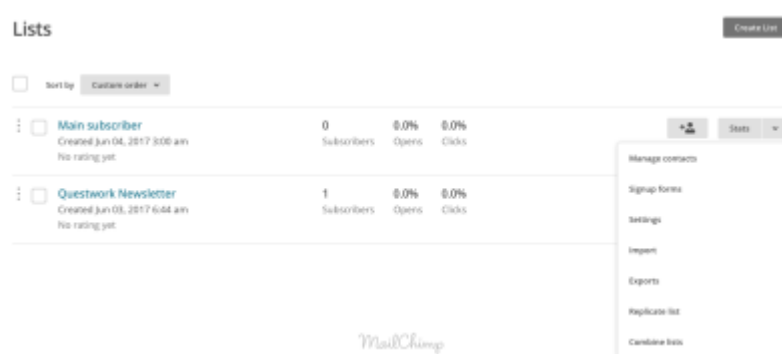 Lists
Create List
Sort by Custom order
Main subscriber 0 0.0% 0.0%
Created Jun 04, 2017 3:00 am Subscribers Opens Clicks Stats
No rating yet
Manage contacts
Signup forms
Questwork Newsletter 1 0.0% 0.0%
Created Jun 03, 2017 6:44 am Subscribers Opens Clicks
No rating yet
Settings
Import
Exports
Replicate list
Combine lists
MailChimp